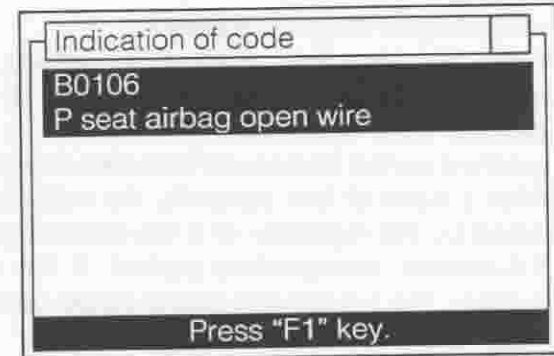 Indication of code
B0106
P seat airbag open wire
Press “F1” key.